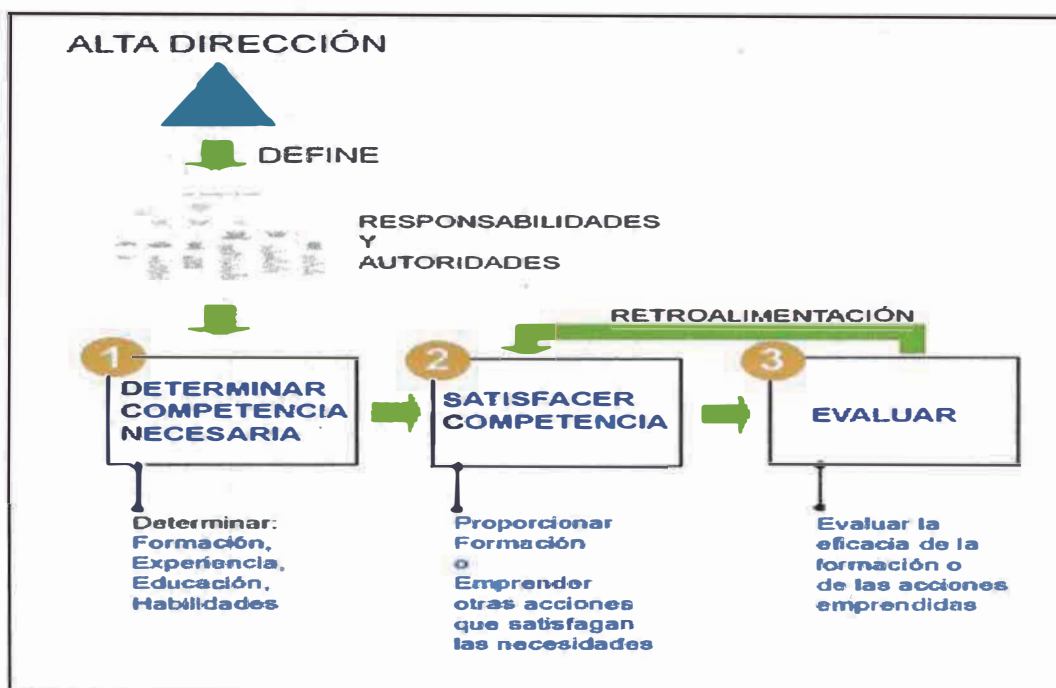 ALTA DIRECCIÓN
DEFINE
RESPONSABILIDADES
Y
AUTORIDADES
RETROALIMENTACIÓN
1
DETERMINAR
COMPETENCIA
NECESARIA
2
SATISFACER
COMPETENCIA
3
EVALUAR
Determinar:
Formación,
Experiencia,
Educación,
Habilidades
Proporcionar
Formación
o
Emprender
otras acciones
que satisfagan
las necesidades
Evaluar la
eficacia de la
formación o
de las acciones
emprendidas